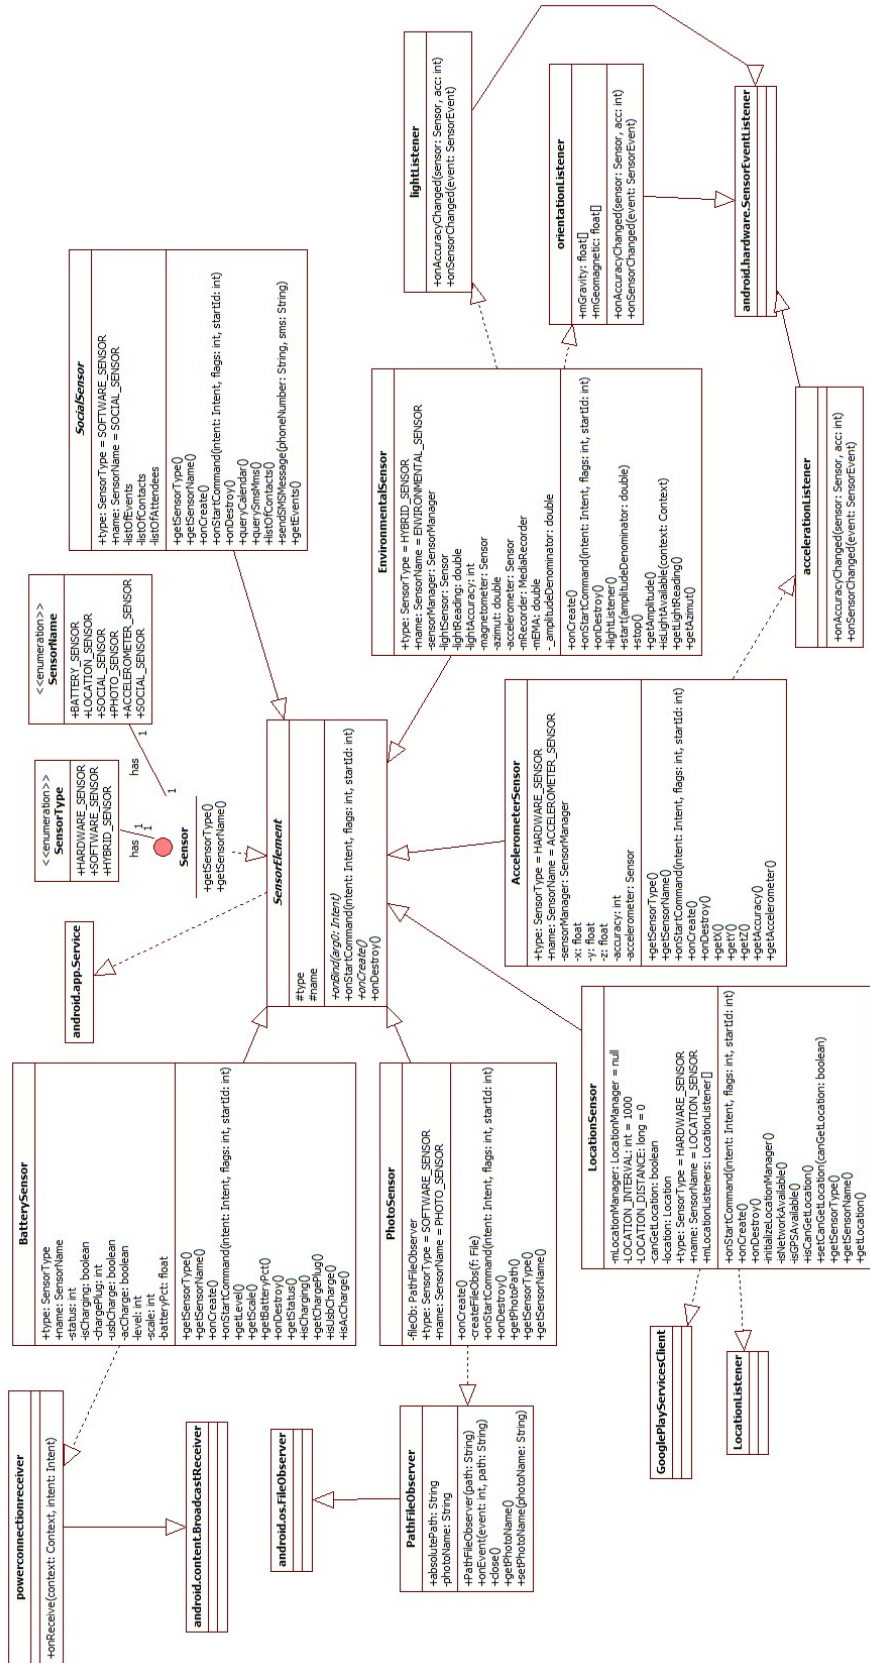 powerconnectionreceiver
+onReceive(context: Context, intent: Intent)
android.content.BroadcastReceiver
android.os.FileObserver
PathFileObserver
+absolutePath: String
-photoName: String
+PathFileObserver(path: String)
+onEvent(event: int, path: String)
+close()
+getPhotoName()
+setPhotoName(photoName: String)
BatterySensor
+type: SensorType
+name: SensorName
-status: int
-isCharging: boolean
-chargePlug: int
-usbCharge: boolean
-acCharge: boolean
-level: int
-scale: int
-batteryPct: float
+getSensorType()
+getSensorName()
+onCreate()
+onStartCommand(intent: Intent, flags: int, startId: int)
+getLevel()
+getScale()
+getBatteryPct()
+onDestroy()
+getStatus()
+isCharging()
+getChargePlug()
+isUsbCharge()
+isAcCharge()
PhotoSensor
-fileOb: PathFileObserver
+type: SensorType = SOFTWARE_SENSOR
+name: SensorName = PHOTO_SENSOR
+onCreate()
-createFileObs(f: File)
+onStartCommand(intent: Intent, flags: int, startId: int)
+onDestroy()
+getPhotoPath()
+getSensorType()
+getSensorName()
GooglePlayServicesClient
LocationListener
LocationSensor
-mLocationManager: LocationManager = null
-LOCATION_INTERVAL: int = 1000
-LOCATION_DISTANCE: long = 0
-canGetLocation: boolean
-location: Location
+type: SensorType = HARDWARE_SENSOR
+name: SensorName = LOCATION_SENSOR
+mLocationListeners: LocationListener[]
+onStartCommand(intent: Intent, flags: int, startId: int)
+onCreate()
+onDestroy()
-initializeLocationManager()
+isNetworkAvailable()
+isGPSAvailable()
+isCanGetLocation()
+setCanGetLocation(canGetLocation: boolean)
+getSensorType()
+getSensorName()
+getLocation()
android.app.Service
<<enumeration>>
SensorType
+HARDWARE_SENSOR
+SOFTWARE_SENSOR
+HYBRID_SENSOR
has
1
1
Sensor
+getSensorType()
+getSensorName()
<<enumeration>>
SensorName
+BATTERY_SENSOR
+LOCATION_SENSOR
+SOCIAL_SENSOR
+PHOTO_SENSOR
+ACCELEROMETER_SENSOR
+SOCIAL_SENSOR
1
has
1
SensorElement
#type
#name
+onBind(arg0: Intent)
+onStartCommand(intent: Intent, flags: int, startId: int)
+onCreate()
+onDestroy()
SocialSensor
+type: SensorType = SOFTWARE_SENSOR
+name: SensorName = SOCIAL_SENSOR
-listOfEvents
-listOfContacts
-listOfAttendees
+getSensorType()
+getSensorName()
+onCreate()
+onStartCommand(intent: Intent, flags: int, startId: int)
+onDestroy()
+queryCalendar()
+querySmsMms()
+listOfContacts()
+sendSMSMessage(phoneNumber: String, sms: String)
+getEvents()
EnvironmentalSensor
+type: SensorType = HYBRID_SENSOR
+name: SensorName = ENVIRONMENTAL_SENSOR
-sensorManager: SensorManager
-lightSensor: Sensor
-lightReading: double
-lightAccuracy: int
-magnetometer: Sensor
-azimut: double
-accelerometer: Sensor
-mRecorder: MediaRecorder
-mEMA: double
-_amplitudeDenominator: double
+onCreate()
+onStartCommand(intent: Intent, flags: int, startId: int)
+onDestroy()
+lightListener()
+start(amplitudeDenominator: double)
+stop()
+getAmplitude()
+isLightAvailable(context: Context)
+getLightReading()
+getAzimut()
AccelerometerSensor
+type: SensorType = HARDWARE_SENSOR
+name: SensorName = ACCELEROMETER_SENSOR
-sensorManager: SensorManager
-x: float
-y: float
-z: float
-accuracy: int
-accelerometer: Sensor
+getSensorType()
+getSensorName()
+onStartCommand(intent: Intent, flags: int, startId: int)
+onCreate()
+onDestroy()
+getX()
+getY()
+getZ()
+getAccuracy()
+getAccelerometer()
lightListener
+onAccuracyChanged(sensor: Sensor, acc: int)
+onSensorChanged(event: SensorEvent)
orientationListener
+mGravity: float[]
+mGeomagnetic: float[]
+onAccuracyChanged(sensor: Sensor, acc: int)
+onSensorChanged(event: SensorEvent)
android.hardware.SensorEventListener
accelerationListener
+onAccuracyChanged(sensor: Sensor, acc: int)
+onSensorChanged(event: SensorEvent)